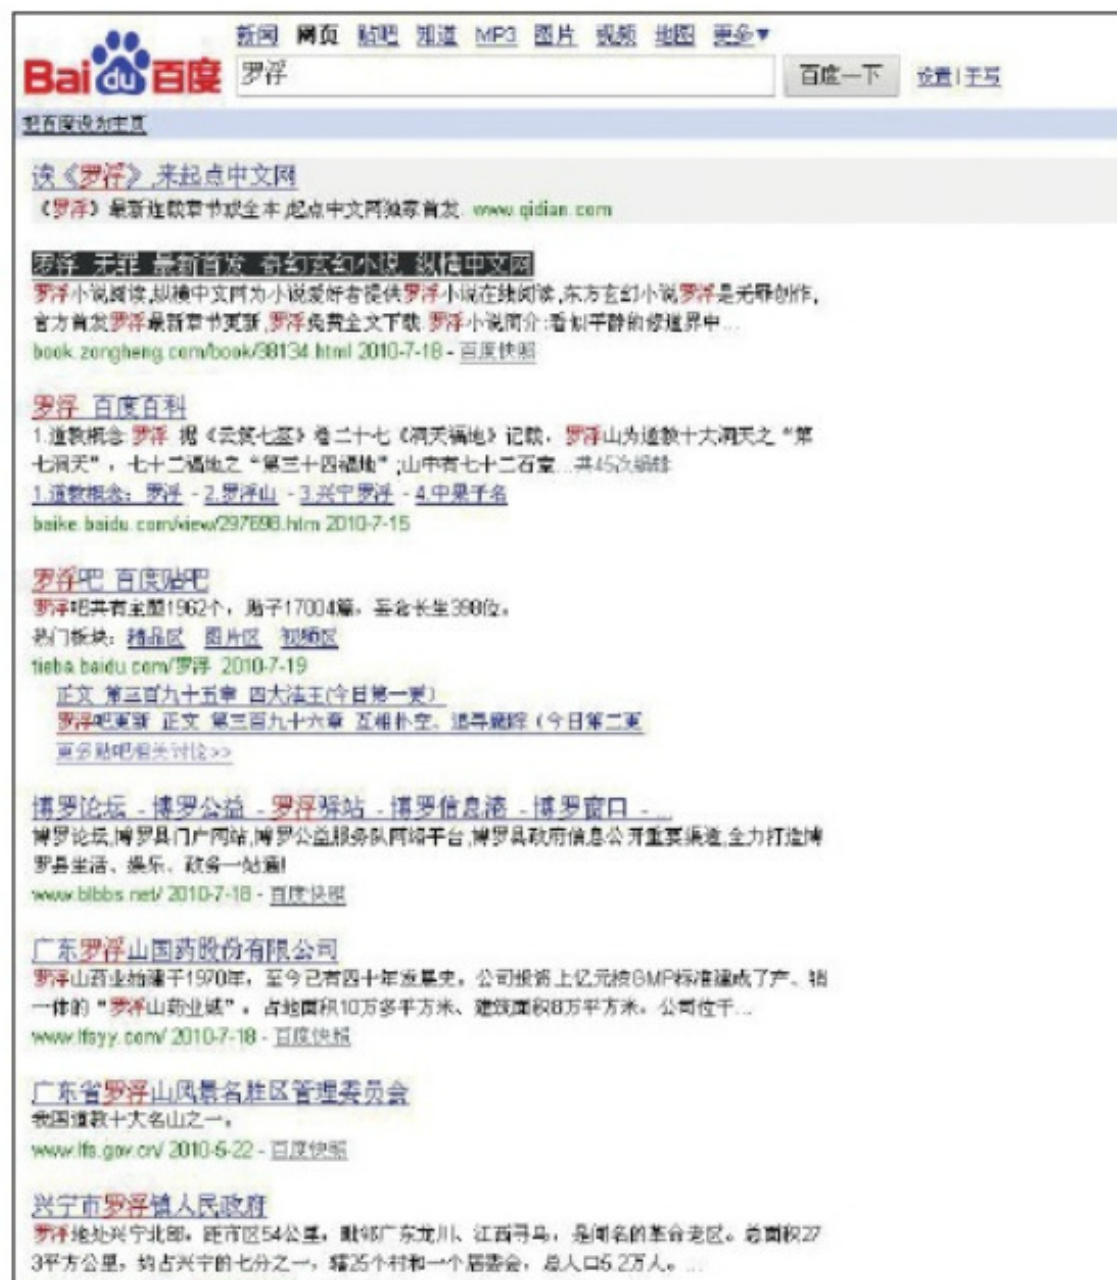 新闻 网页 贴吧 知道 MP3 图片 视频 地图 更多▼
Bai du 百度 罗浮 百度一下 设置 | 手写
把百度设为主页
读《罗浮》,来起点中文网
《罗浮》最新连载章节或全本,起点中文网独家首发. www.qidian.com
罗浮 无罪 最新首发 奇幻玄幻小说 纵横中文网
罗浮小说阅读,纵横中文网为小说爱好者提供罗浮小说在线阅读,东方玄幻小说罗浮是无罪创作,
官方首发罗浮最新章节更新,罗浮免费全文下载.罗浮小说简介:看似平静的修道界中...
book.zongheng.com/book/38134.html 2010-7-18 - 百度快照
罗浮 百度百科
1.道教概念:罗浮 据《云笈七签》卷二十七《洞天福地》记载，罗浮山为道教十大洞天之“第
七洞天”，七十二福地之“第三十四福地”;山中有七十二石室...共45次编辑
1.道教概念：罗浮 - 2.罗浮山 - 3.兴宁罗浮 - 4.中果子名
baike.baidu.com/view/297698.htm 2010-7-15
罗浮吧 百度贴吧
罗浮吧共有主题1962个，贴子17004篇，妄念长生398位。
热门板块：精品区 图片区 视频区
tieba.baidu.com/罗浮 2010-7-19
正文 第三百九十五章 四大法王(今日第一更)
罗浮吧更新 正文 第三百九十六章 互相扑空、追寻 （今日第二更
更多贴吧相关讨论>>
博罗论坛 - 博罗公益 - 罗浮驿站 - 博罗信息港 - 博罗窗口 - ...
博罗论坛,博罗县门户网站,博罗公益服务队网络平台,博罗县政府信息公开重要渠道,全力打造博
罗县生活、娱乐、政务一站通!
www.blbbs.net/ 2010-7-18 - 百度快照
广东罗浮山国药股份有限公司
罗浮山药业始建于1970年，至今已有四十年发展史。公司投资上亿元按GMP标准建成了产、销
一体的“罗浮山药业城”。占地面积10万多平方米、建筑面积8万平方米。公司位于...
www.lfsyy.com/ 2010-7-18 - 百度快照
广东省罗浮山风景名胜区管理委员会
我国道教十大名山之一。
www.lfs.gov.cn/ 2010-5-22 - 百度快照
兴宁市罗浮镇人民政府
罗浮地处兴宁北部，距市区54公里，毗邻广东龙川、江西寻乌，是闻名的革命老区。总面积27
3平方公里，约占兴宁的七分之一，辖25个村和一个居委会，总人口5.2万人。...